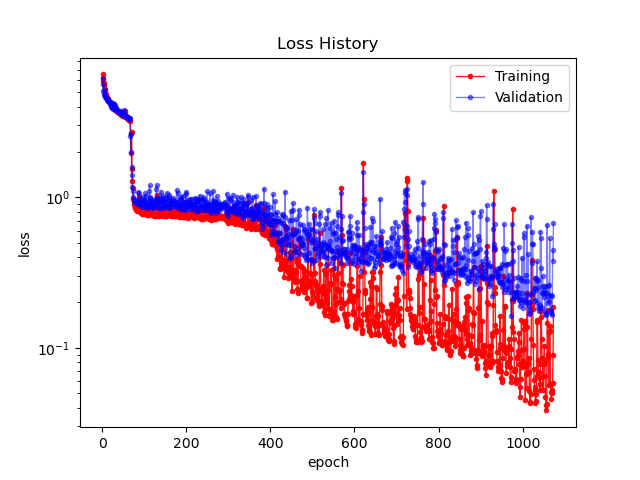 Loss History
Training
Validation
10⁰
10⁻¹
loss
0 200 400 600 800 1000
epoch